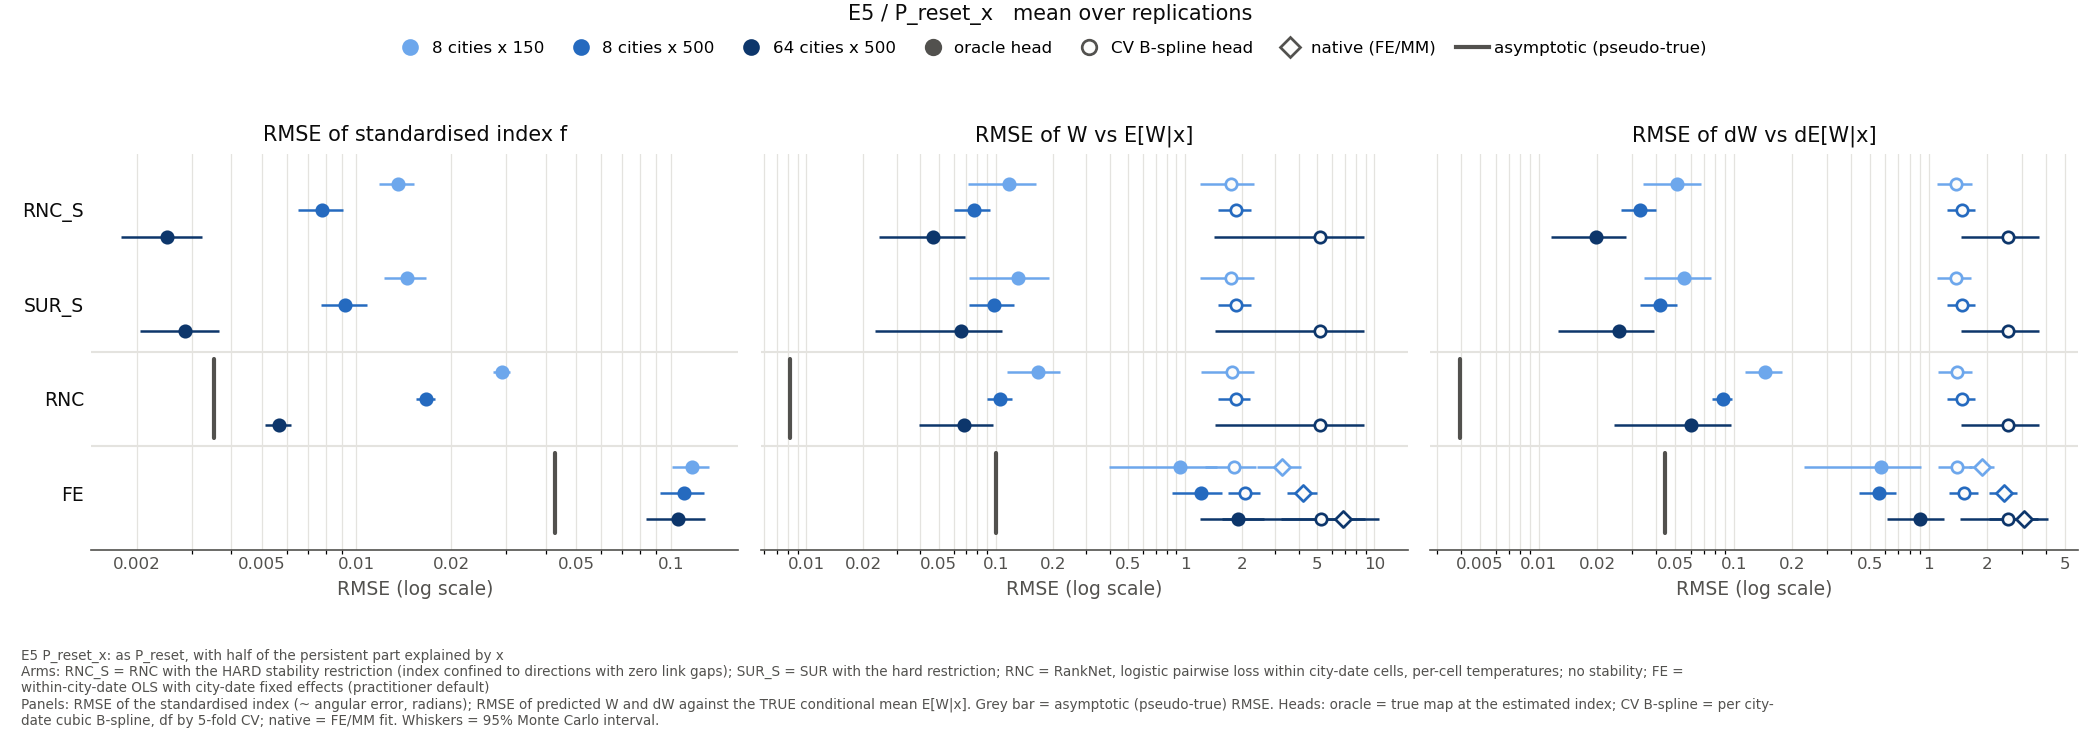 E5 / P_reset_x   mean over replications
8 cities x 150   8 cities x 500   64 cities x 500   oracle head   CV B-spline head   native (FE/MM)   asymptotic (pseudo-true)
RMSE of standardised index f   RMSE of W vs E[W|x]   RMSE of dW vs dE[W|x]
RNC_S
SUR_S
RNC
FE
0.002   0.005   0.01   0.02   0.05   0.1   0.01   0.02   0.05   0.1   0.2   0.5   1   2   5   10   0.005   0.01   0.02   0.05   0.1   0.2   0.5   1   2   5
RMSE (log scale)   RMSE (log scale)   RMSE (log scale)
E5 P_reset_x: as P_reset, with half of the persistent part explained by x
Arms: RNC_S = RNC with the HARD stability restriction (index confined to directions with zero link gaps); SUR_S = SUR with the hard restriction; RNC = RankNet, logistic pairwise loss within city-date cells, per-cell temperatures; no stability; FE =
within-city-date OLS with city-date fixed effects (practitioner default)
Panels: RMSE of the standardised index (~ angular error, radians); RMSE of predicted W and dW against the TRUE conditional mean E[W|x]. Grey bar = asymptotic (pseudo-true) RMSE. Heads: oracle = true map at the estimated index; CV B-spline = per city-
date cubic B-spline, df by 5-fold CV; native = FE/MM fit. Whiskers = 95% Monte Carlo interval.